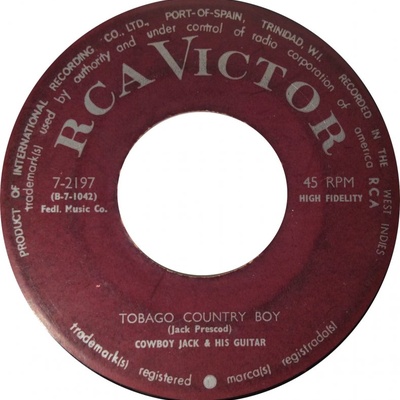 PRODUCT OF INTERNATIONAL RECORDING CO., LTD., PORT-OF-SPAIN, TRINIDAD, W.I. RECORDED IN THE WEST INDIES
trademark(s) used by authority and under control of radio corporation of america RCA
RCA VICTOR
7-2197
(B-7-1042)
Fedl. Music Co.
45 RPM
HIGH FIDELITY
TOBAGO COUNTRY BOY
(Jack Prescod)
COWBOY JACK & HIS GUITAR
trademark(s) registered marca(s) registrada(s)